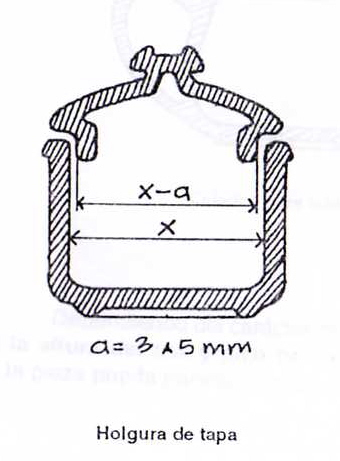 x-a
x
a= 3 A 5 mm
Holgura de tapa